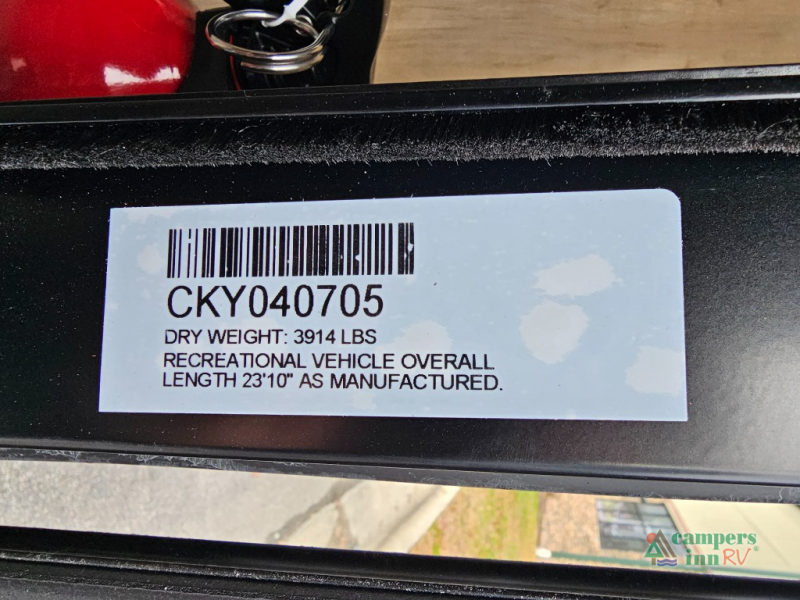 CKY040705
DRY WEIGHT: 3914 LBS
RECREATIONAL VEHICLE OVERALL
LENGTH 23'10" AS MANUFACTURED.
campers
inn RV®